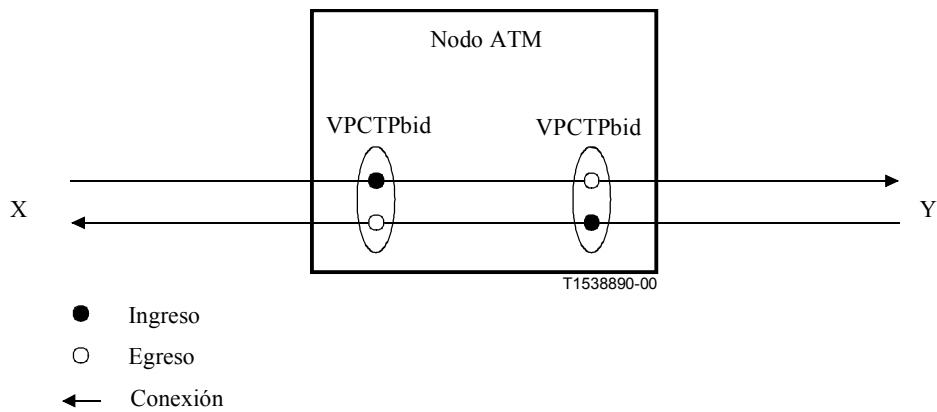 Nodo ATM
VPCTPbid VPCTPbid
X Y
T1538890-00
Ingreso
Egreso
Conexión